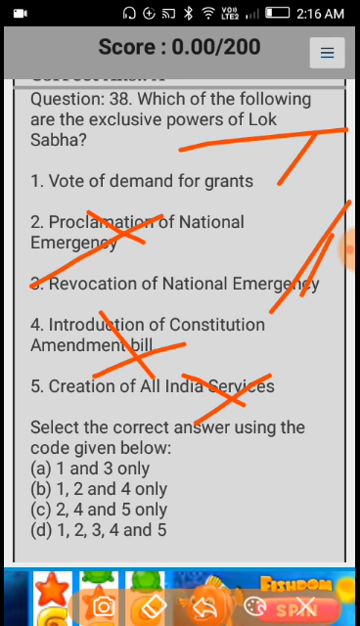 VOII
LTE2
2:16 AM
Score : 0.00/200
Question: 38. Which of the following
are the exclusive powers of Lok
Sabha?
1. Vote of demand for grants
2. Proclamation of National
Emergency
3. Revocation of National Emergency
4. Introduction of Constitution
Amendment bill
5. Creation of All India Services
Select the correct answer using the
code given below:
(a) 1 and 3 only
(b) 1, 2 and 4 only
(c) 2, 4 and 5 only
(d) 1, 2, 3, 4 and 5
FISHDOM
SPIN